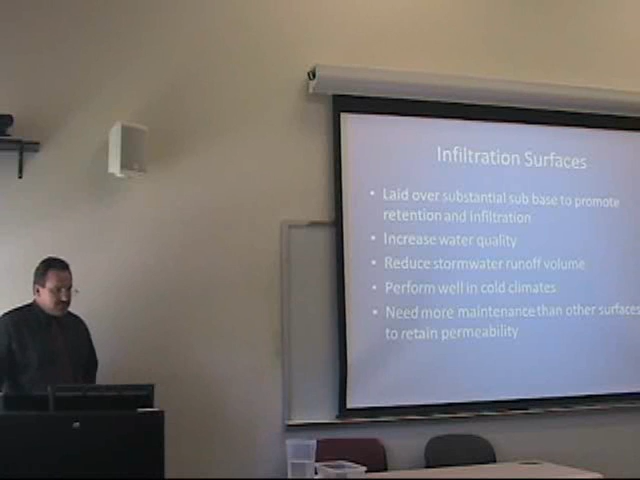 Infiltration Surfaces
• Laid over substantial sub base to promote
retention and infiltration
• Increase water quality
• Reduce stormwater runoff volume
• Perform well in cold climates
• Need more maintenance than other surfaces
to retain permeability